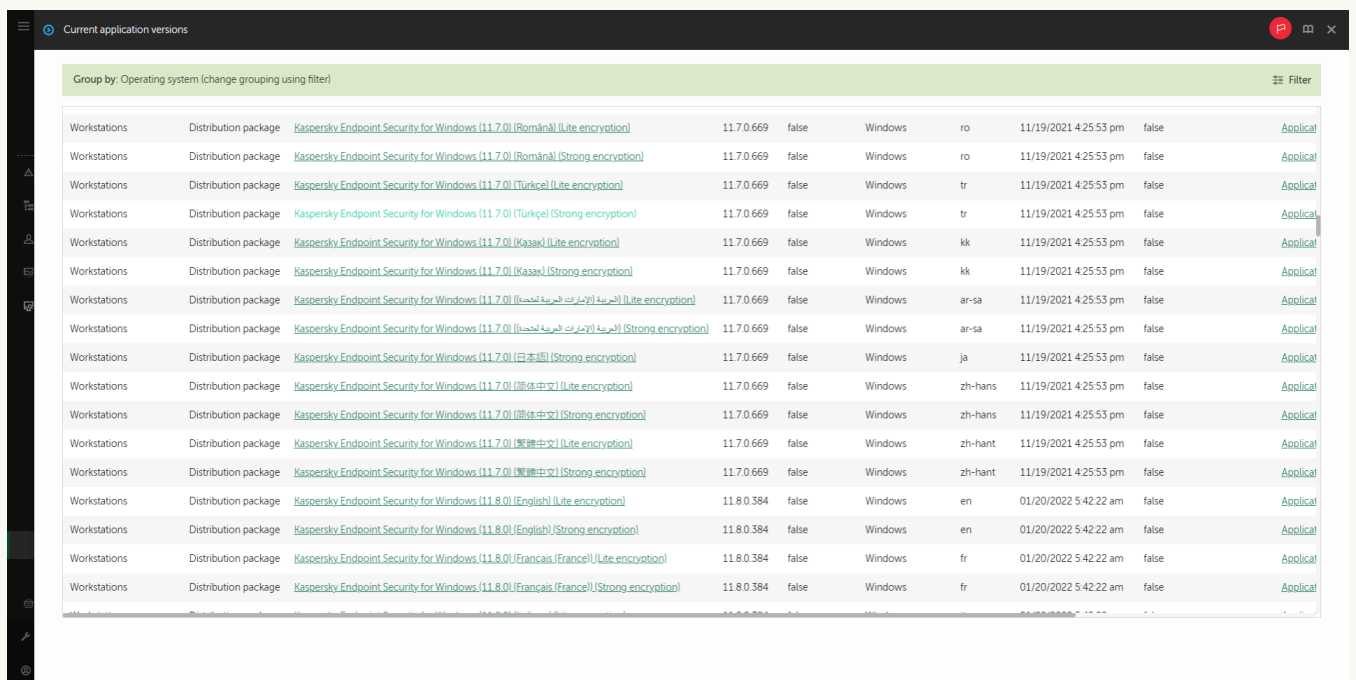 Current application versions
Group by: Operating system (change grouping using filter) Filter
Workstations Distribution package Kaspersky Endpoint Security for Windows (11.7.0) (Română) (Lite encryption) 11.7.0.669 false Windows ro 11/19/2021 4:25:53 pm false Applicat
Workstations Distribution package Kaspersky Endpoint Security for Windows (11.7.0) (Română) (Strong encryption) 11.7.0.669 false Windows ro 11/19/2021 4:25:53 pm false Applicat
Workstations Distribution package Kaspersky Endpoint Security for Windows (11.7.0) (Türkçe) (Lite encryption) 11.7.0.669 false Windows tr 11/19/2021 4:25:53 pm false Applicat
Workstations Distribution package Kaspersky Endpoint Security for Windows (11.7.0) (Türkçe) (Strong encryption) 11.7.0.669 false Windows tr 11/19/2021 4:25:53 pm false Applicat
Workstations Distribution package Kaspersky Endpoint Security for Windows (11.7.0) (Қазақ) (Lite encryption) 11.7.0.669 false Windows kk 11/19/2021 4:25:53 pm false Applicat
Workstations Distribution package Kaspersky Endpoint Security for Windows (11.7.0) (Қазақ) (Strong encryption) 11.7.0.669 false Windows kk 11/19/2021 4:25:53 pm false Applicat
Workstations Distribution package Kaspersky Endpoint Security for Windows (11.7.0) (العربية (الإمارات العربية) (Lite encryption) 11.7.0.669 false Windows ar-sa 11/19/2021 4:25:53 pm false Applicat
Workstations Distribution package Kaspersky Endpoint Security for Windows (11.7.0) (العربية (الإمارات العربية) (Strong encryption) 11.7.0.669 false Windows ar-sa 11/19/2021 4:25:53 pm false Applicat
Workstations Distribution package Kaspersky Endpoint Security for Windows (11.7.0) (日本語) (Strong encryption) 11.7.0.669 false Windows ja 11/19/2021 4:25:53 pm false Applicat
Workstations Distribution package Kaspersky Endpoint Security for Windows (11.7.0) (简体中文) (Lite encryption) 11.7.0.669 false Windows zh-hans 11/19/2021 4:25:53 pm false Applicat
Workstations Distribution package Kaspersky Endpoint Security for Windows (11.7.0) (简体中文) (Strong encryption) 11.7.0.669 false Windows zh-hans 11/19/2021 4:25:53 pm false Applicat
Workstations Distribution package Kaspersky Endpoint Security for Windows (11.7.0) (繁體中文) (Lite encryption) 11.7.0.669 false Windows zh-hant 11/19/2021 4:25:53 pm false Applicat
Workstations Distribution package Kaspersky Endpoint Security for Windows (11.7.0) (繁體中文) (Strong encryption) 11.7.0.669 false Windows zh-hant 11/19/2021 4:25:53 pm false Applicat
Workstations Distribution package Kaspersky Endpoint Security for Windows (11.8.0) (English) (Lite encryption) 11.8.0.384 false Windows en 01/20/2022 5:42:22 am false Applicat
Workstations Distribution package Kaspersky Endpoint Security for Windows (11.8.0) (English) (Strong encryption) 11.8.0.384 false Windows en 01/20/2022 5:42:22 am false Applicat
Workstations Distribution package Kaspersky Endpoint Security for Windows (11.8.0) (Français (France)) (Lite encryption) 11.8.0.384 false Windows fr 01/20/2022 5:42:22 am false Applicat
Workstations Distribution package Kaspersky Endpoint Security for Windows (11.8.0) (Français (France)) (Strong encryption) 11.8.0.384 false Windows fr 01/20/2022 5:42:22 am false Applicat